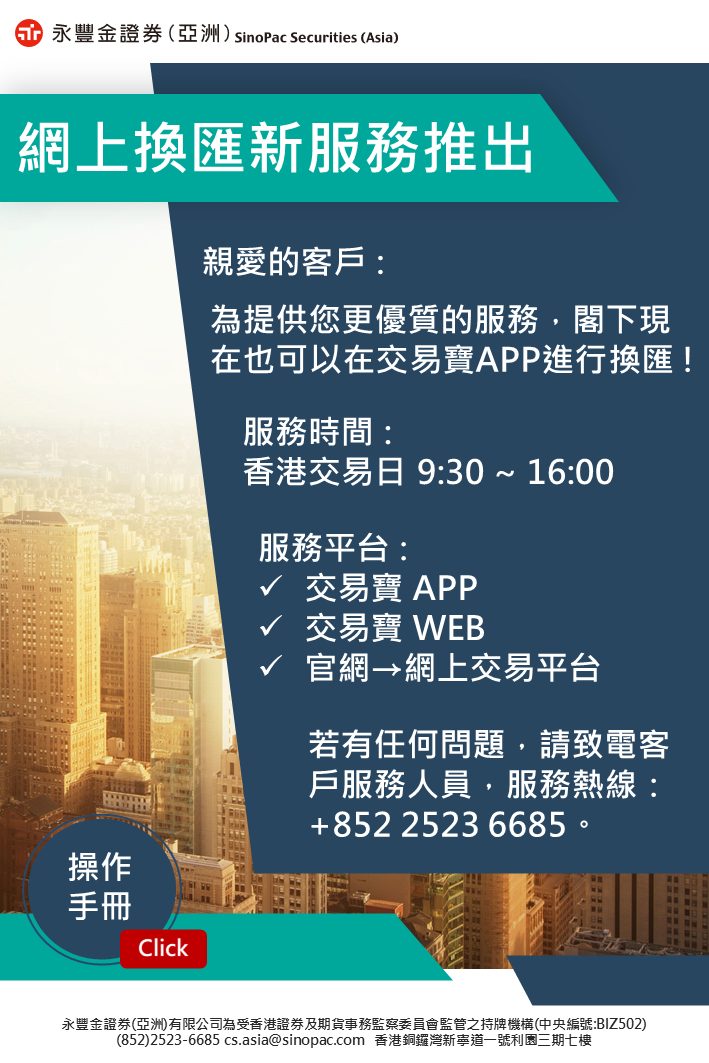 永豐金證券(亞洲) SinoPac Securities (Asia)
網上換匯新服務推出
親愛的客戶：
為提供您更優質的服務，閣下現
在也可以在交易寶APP進行換匯！
服務時間：
香港交易日 9:30 ~ 16:00
服務平台：
✓ 交易寶 APP
✓ 交易寶 WEB
✓ 官網→網上交易平台
若有任何問題，請致電客
戶服務人員，服務熱線：
+852 2523 6685。
操作
手冊
Click
永豐金證券(亞洲)有限公司為受香港證券及期貨事務監察委員會監管之持牌機構(中央編號:BIZ502)
(852)2523-6685 cs.asia@sinopac.com 香港銅鑼灣新寧道一號利園三期七樓